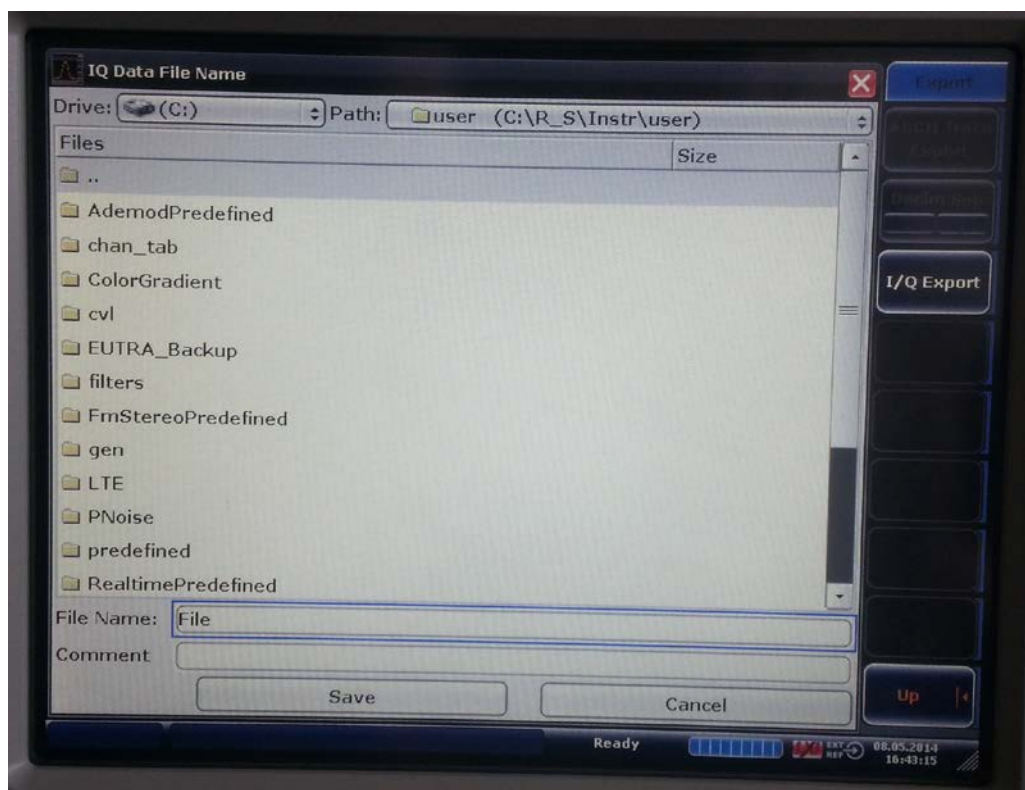 IQ Data File Name
Export
Drive: (C:) Path: user (C:\R_S\Instr\user)
Files Size
..
AdemodPredefined
chan_tab
ColorGradient
I/Q Export
cvl
EUTRA_Backup
filters
FmStereoPredefined
gen
LTE
PNoise
predefined
RealtimePredefined
File Name: File
Comment
Save Cancel
Up
Ready EXT REF 08.05.2014
16:43:15